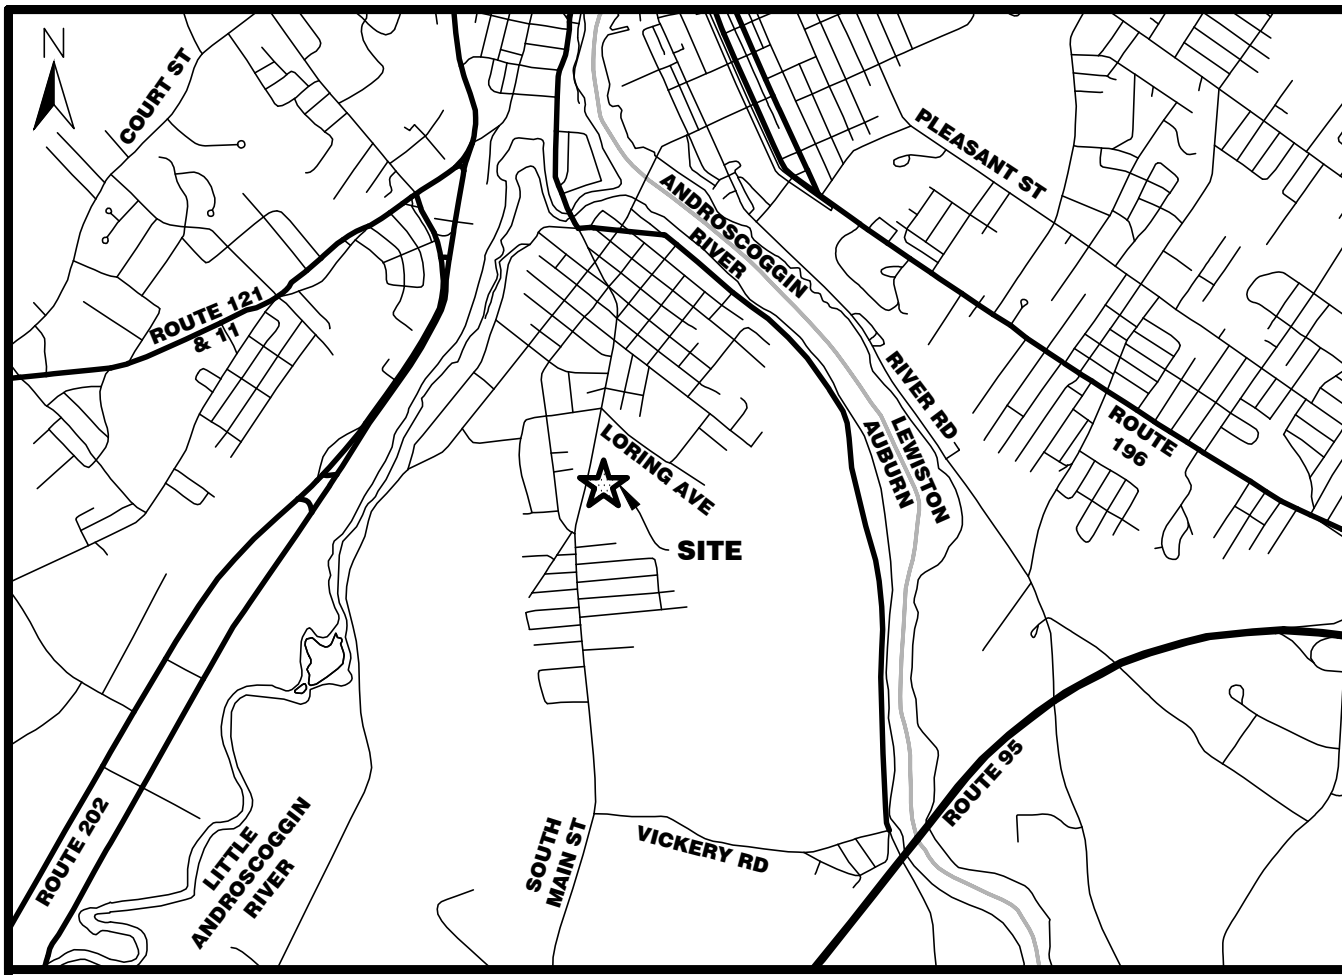 N
COURT ST
PLEASANT ST
ANDROSCOGGIN
RIVER
ROUTE 121
& 11
RIVER RD
ROUTE
196
LORING AVE
LEWISTON
AUBURN
SITE
ROUTE 95
ROUTE 202
LITTLE
ANDROSCOGGIN
RIVER
SOUTH
MAIN ST
VICKERY RD